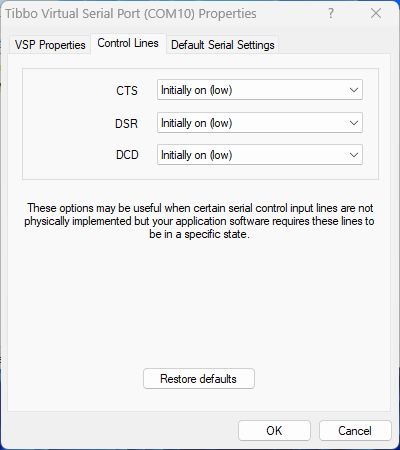 Tibbo Virtual Serial Port (COM10) Properties ? ×
VSP Properties Control Lines Default Serial Settings
CTS Initially on (low)
DSR Initially on (low)
DCD Initially on (low)
These options may be useful when certain serial control input lines are not
physically implemented but your application software requires these lines to
be in a specific state.
Restore defaults
OK Cancel